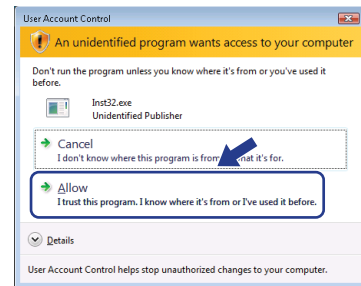 User Account Control
An unidentified program wants access to your computer
Don't run the program unless you know where it's from or you've used it
before.
Inst32.exe
Unidentified Publisher
Cancel
I don't know where this program is from hat it's for.
Allow
I trust this program. I know where it's from or I've used it before.
Details
User Account Control helps stop unauthorized changes to your computer.